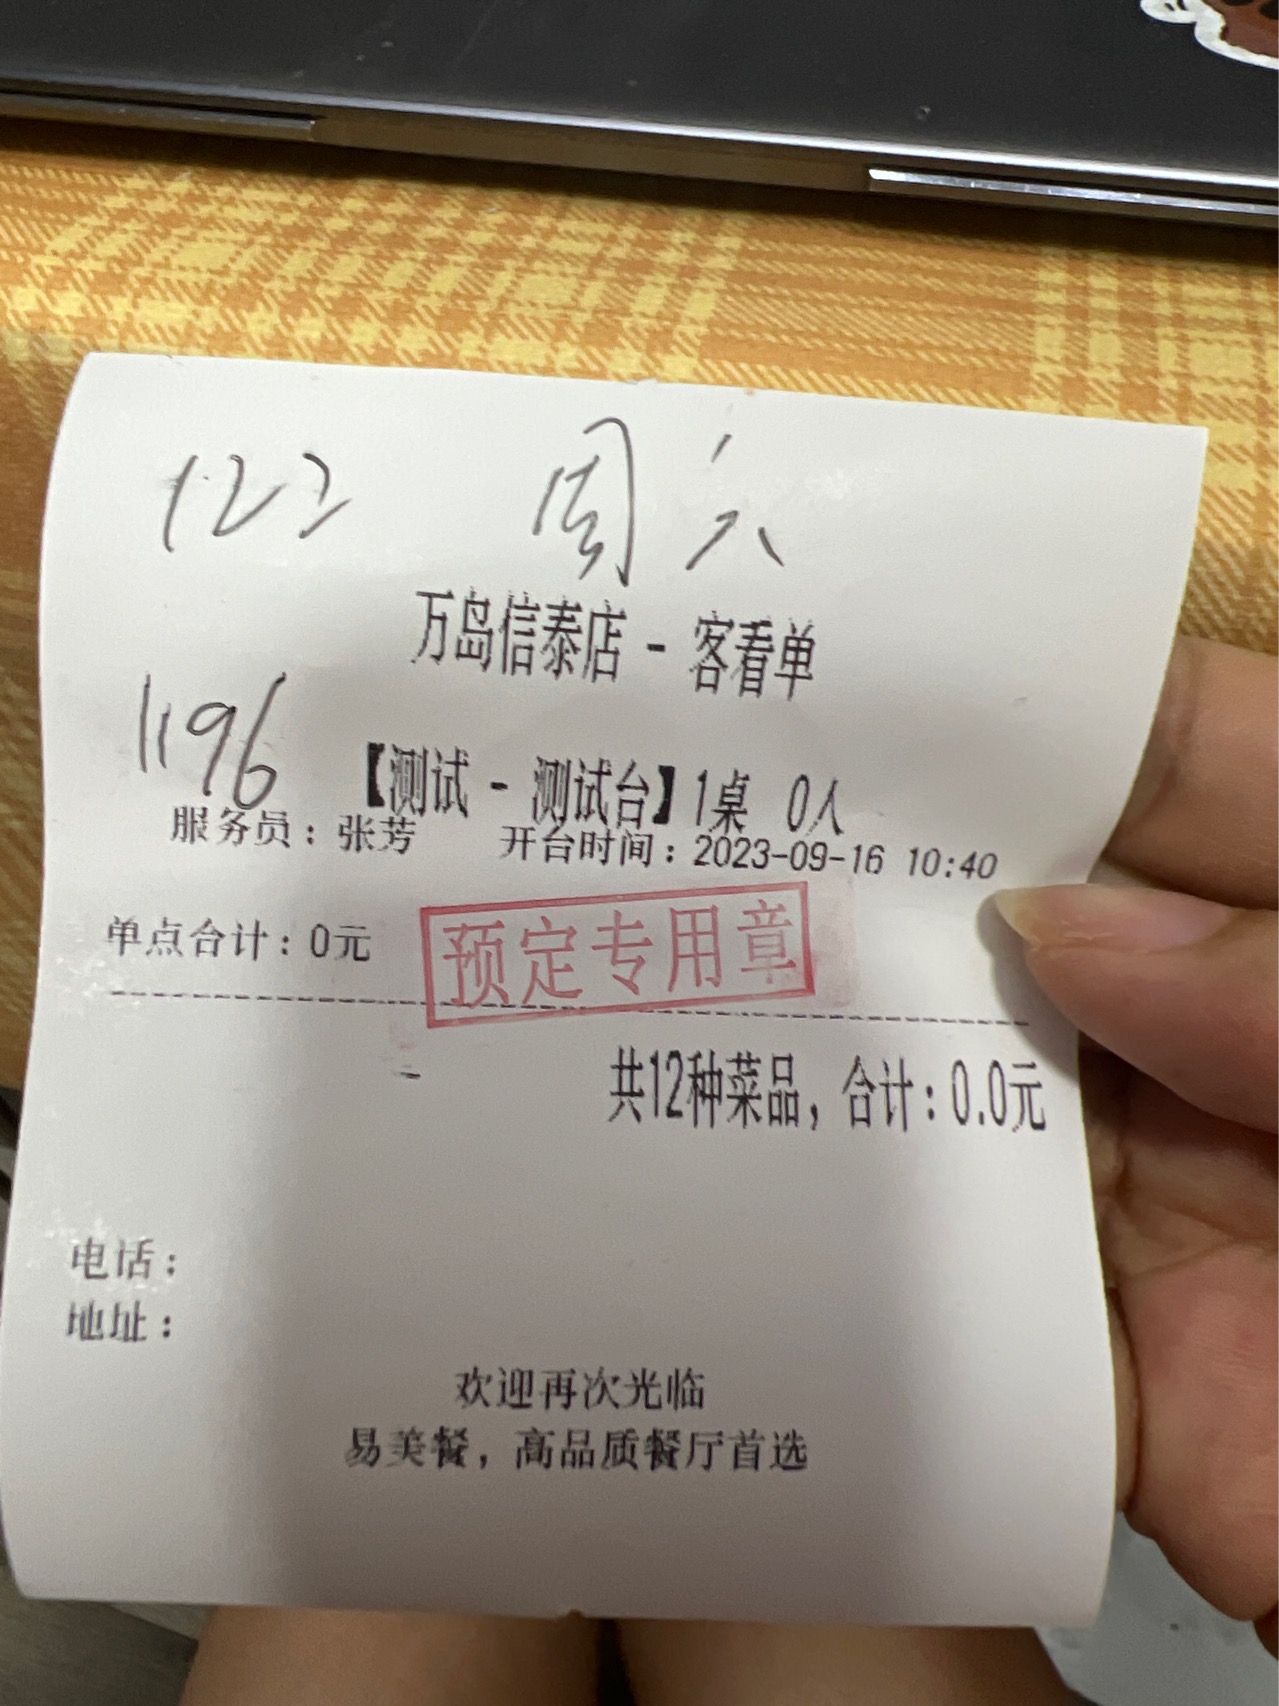 122 周六
万岛信泰店 - 客看单
1196
【测试 - 测试台】1桌 0人
服务员：张芳 开台时间：2023-09-16 10:40
单点合计：0元
预定专用章
共12种菜品，合计：0.0元
电话：
地址：
欢迎再次光临
易美餐，高品质餐厅首选